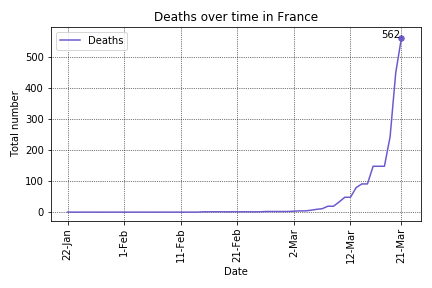 Deaths over time in France
Deaths
562
Total number
500
400
300
200
100
0
22-Jan
1-Feb
11-Feb
21-Feb
2-Mar
12-Mar
21-Mar
Date